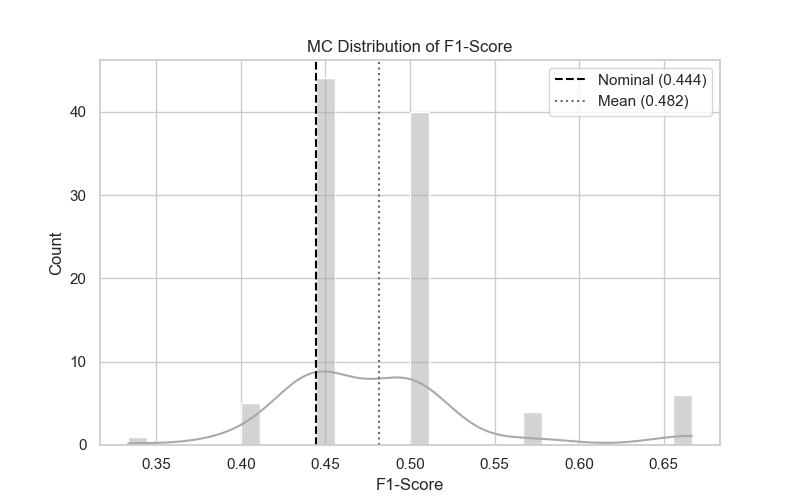 MC Distribution of F1-Score
Nominal (0.444)
Mean (0.482)
40
30
20
10
0
Count
0.35 0.40 0.45 0.50 0.55 0.60 0.65
F1-Score